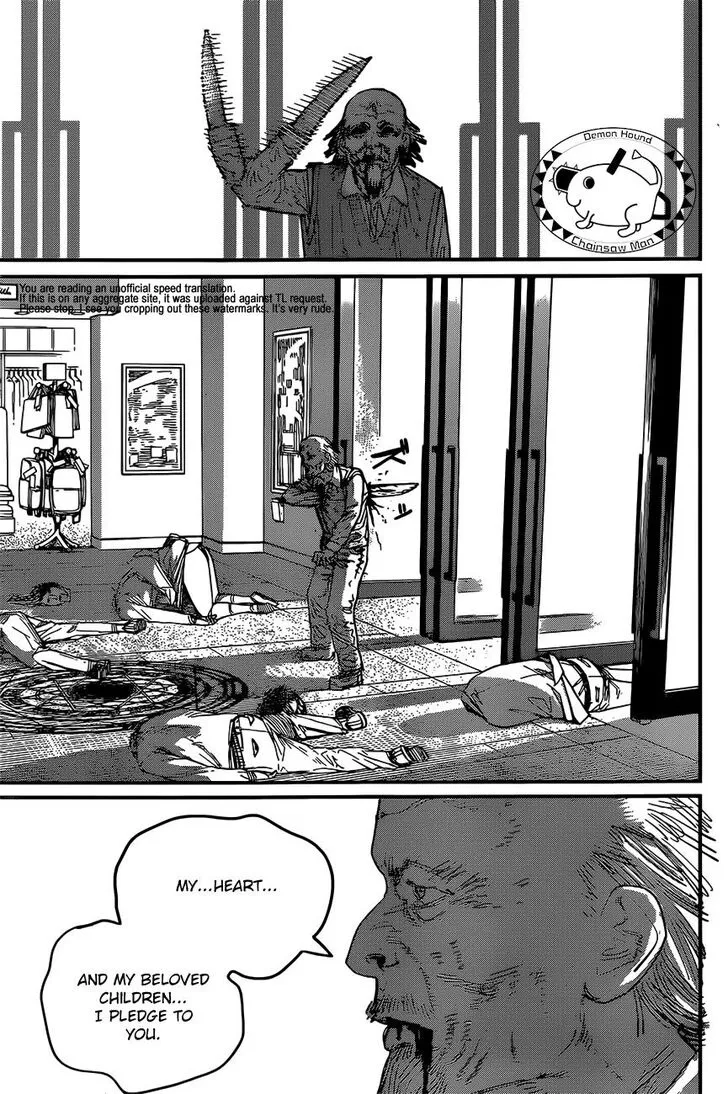 Demon Hound
Chainsaw Man
You are reading an unofficial speed translation.
If this is on any aggregate site, it was uploaded against TL request.
Please stop. I see you cropping out these watermarks. It's very rude.
MY...HEART...
AND MY BELOVED
CHILDREN...
I PLEDGE TO
YOU.